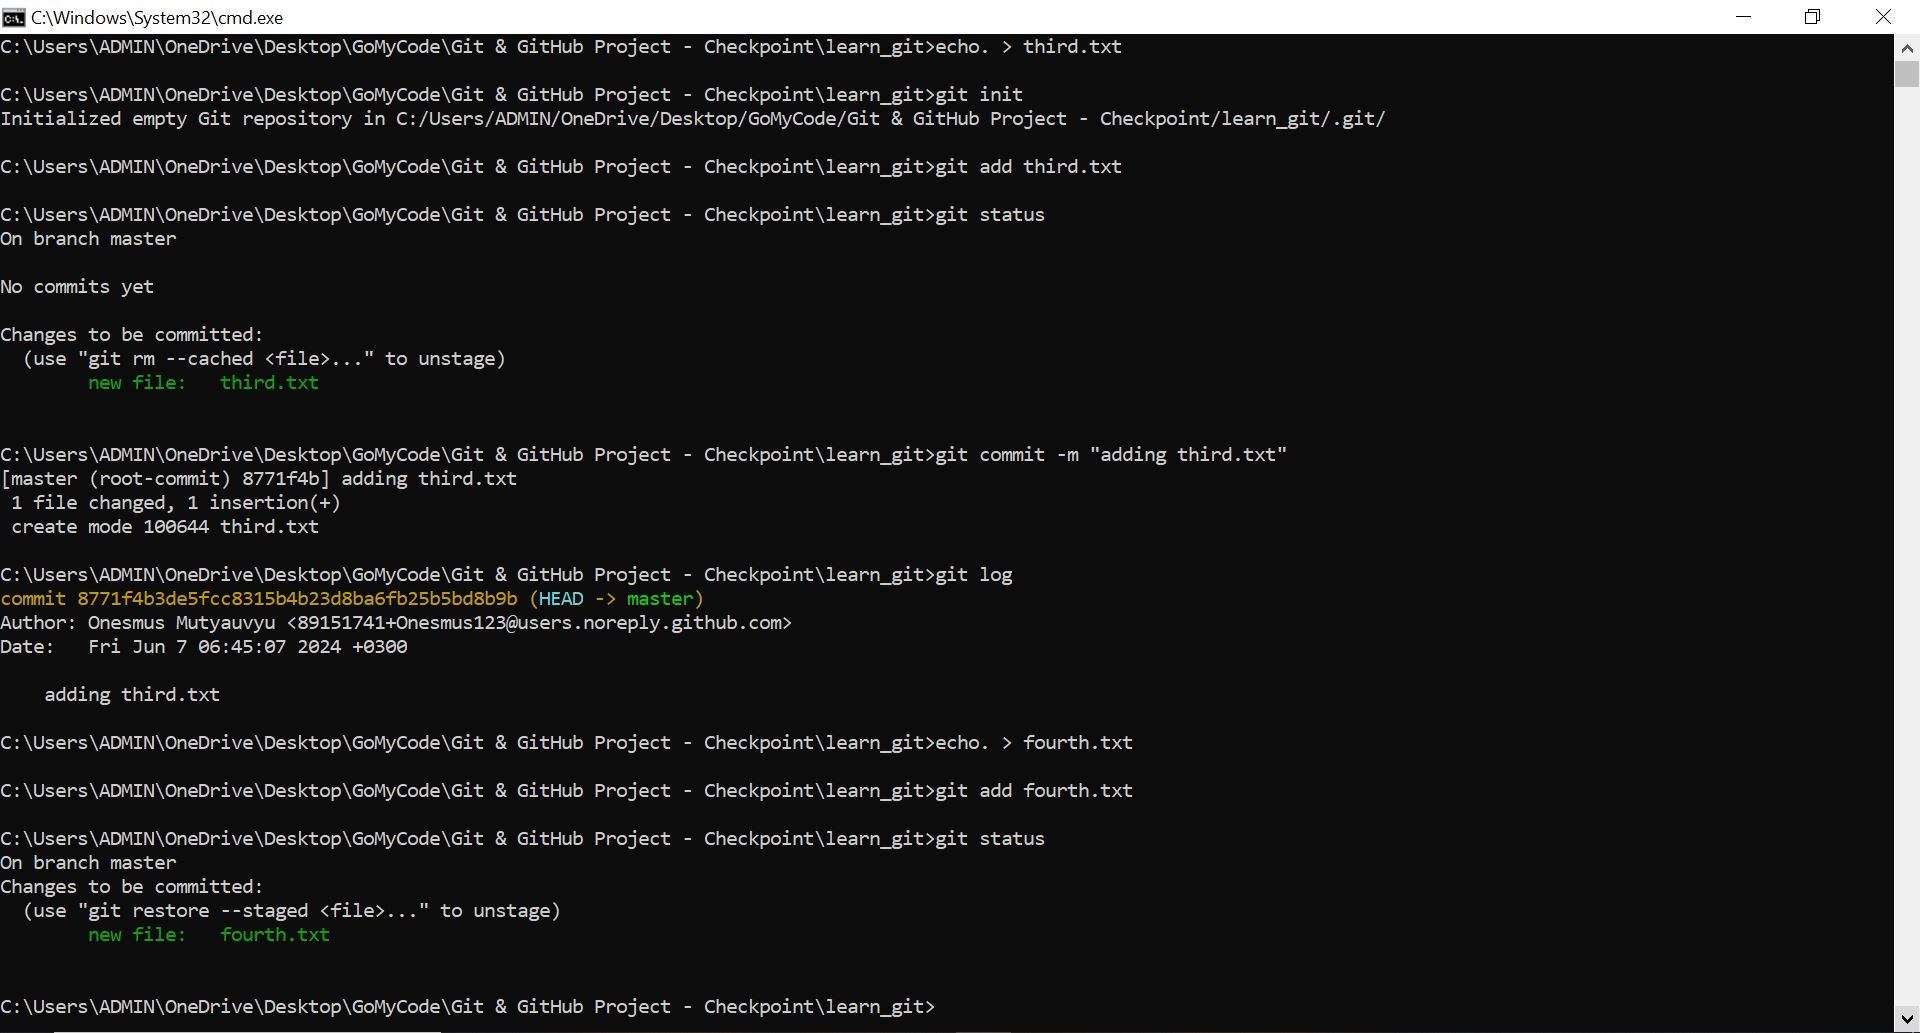 C:\Windows\System32\cmd.exe
C:\Users\ADMIN\OneDrive\Desktop\GoMyCode\Git & GitHub Project - Checkpoint\learn_git>echo. > third.txt
C:\Users\ADMIN\OneDrive\Desktop\GoMyCode\Git & GitHub Project - Checkpoint\learn_git>git init
Initialized empty Git repository in C:/Users/ADMIN/OneDrive/Desktop/GoMyCode/Git & GitHub Project - Checkpoint/learn_git/.git/
C:\Users\ADMIN\OneDrive\Desktop\GoMyCode\Git & GitHub Project - Checkpoint\learn_git>git add third.txt
C:\Users\ADMIN\OneDrive\Desktop\GoMyCode\Git & GitHub Project - Checkpoint\learn_git>git status
On branch master
No commits yet
Changes to be committed:
  (use "git rm --cached <file>..." to unstage)
        new file:   third.txt
C:\Users\ADMIN\OneDrive\Desktop\GoMyCode\Git & GitHub Project - Checkpoint\learn_git>git commit -m "adding third.txt"
[master (root-commit) 8771f4b] adding third.txt
 1 file changed, 1 insertion(+)
 create mode 100644 third.txt
C:\Users\ADMIN\OneDrive\Desktop\GoMyCode\Git & GitHub Project - Checkpoint\learn_git>git log
commit 8771f4b3de5fcc8315b4b23d8ba6fb25b5bd8b9b (HEAD -> master)
Author: Onesmus Mutyauvyu <89151741+Onesmus123@users.noreply.github.com>
Date:   Fri Jun 7 06:45:07 2024 +0300
    adding third.txt
C:\Users\ADMIN\OneDrive\Desktop\GoMyCode\Git & GitHub Project - Checkpoint\learn_git>echo. > fourth.txt
C:\Users\ADMIN\OneDrive\Desktop\GoMyCode\Git & GitHub Project - Checkpoint\learn_git>git add fourth.txt
C:\Users\ADMIN\OneDrive\Desktop\GoMyCode\Git & GitHub Project - Checkpoint\learn_git>git status
On branch master
Changes to be committed:
  (use "git restore --staged <file>..." to unstage)
        new file:   fourth.txt
C:\Users\ADMIN\OneDrive\Desktop\GoMyCode\Git & GitHub Project - Checkpoint\learn_git>